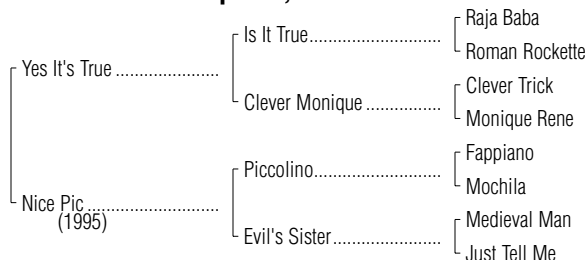 Raja Baba
Is It True
Roman Rockette
Yes It's True
Clever Trick
Clever Monique
Monique Rene
Fappiano
Piccolino
Mochila
Nice Pic
(1995)
Medieval Man
Evil's Sister
Just Tell Me